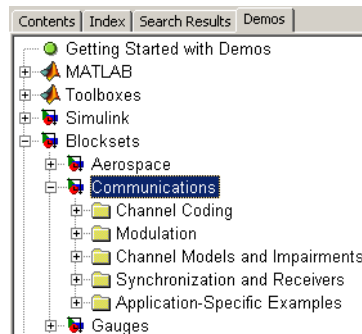 Contents Index Search Results Demos
Getting Started with Demos
MATLAB
Toolboxes
Simulink
Blocksets
Aerospace
Communications
Channel Coding
Modulation
Channel Models and Impairments
Synchronization and Receivers
Application-Specific Examples
Gauges